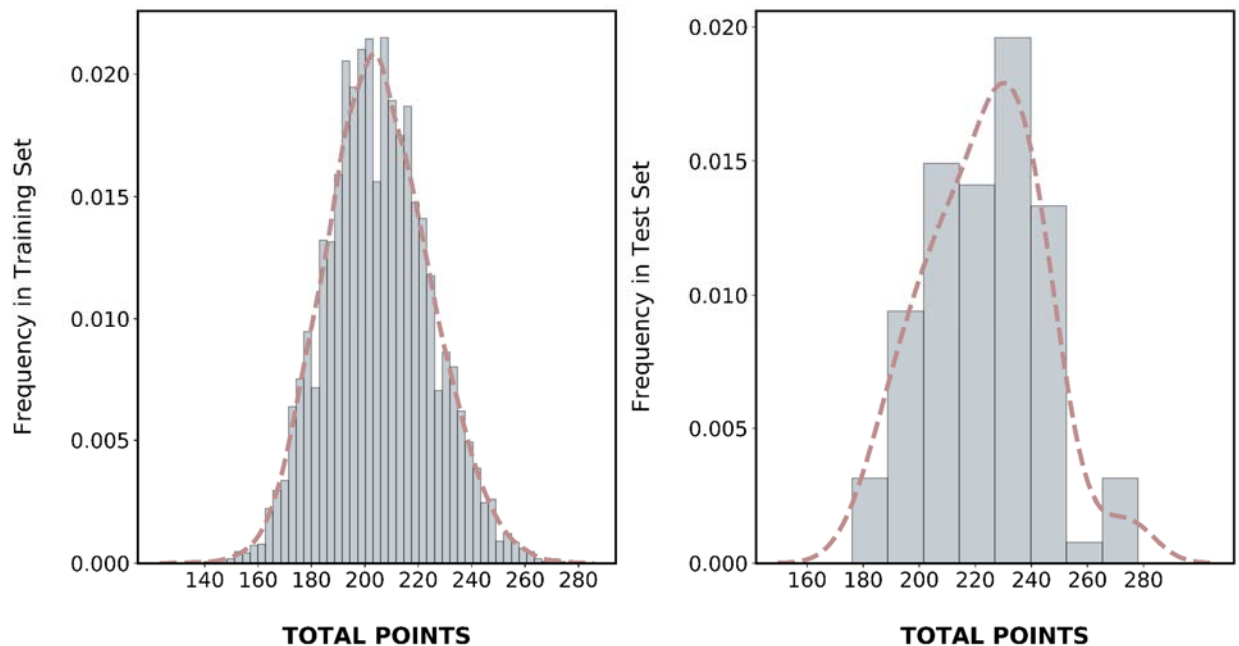 Frequency in Training Set
0.020
0.015
0.010
0.005
0.000
140 160 180 200 220 240 260 280
TOTAL POINTS
Frequency in Test Set
0.020
0.015
0.010
0.005
0.000
160 180 200 220 240 260 280
TOTAL POINTS